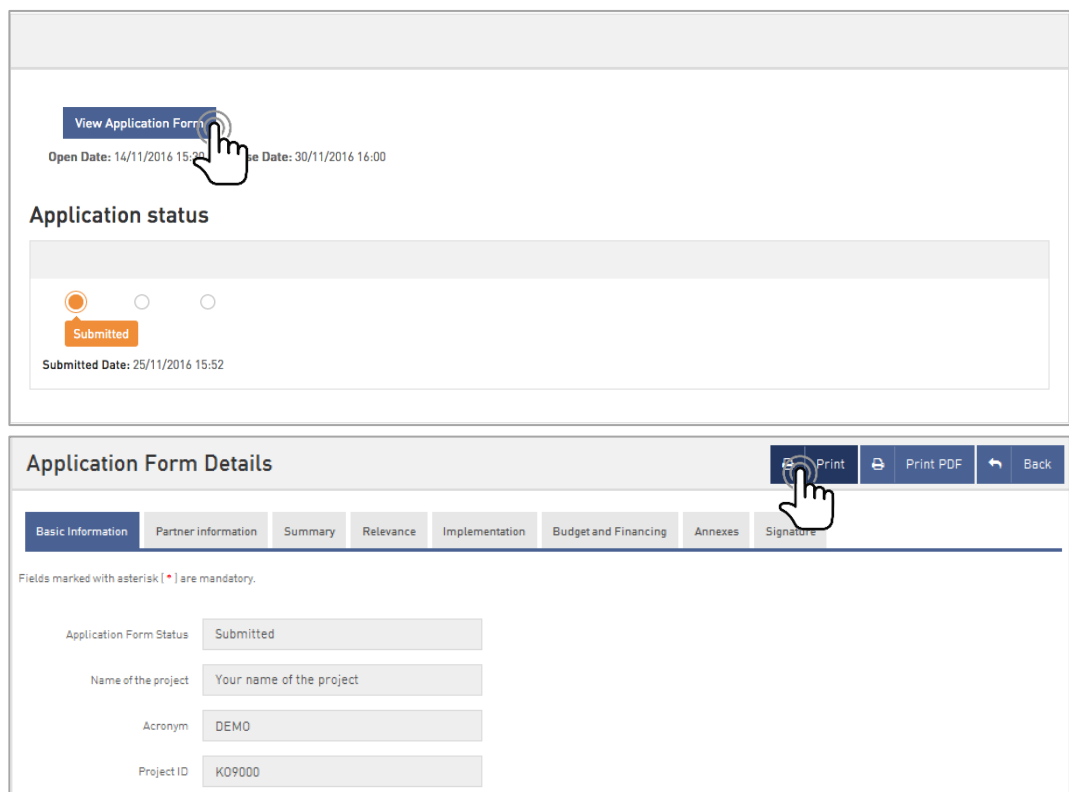 View Application Form
Open Date: 14/11/2016 15:30 se Date: 30/11/2016 16:00
Application status
Submitted
Submitted Date: 25/11/2016 15:52
Application Form Details
Print Print PDF Back
Basic Information Partner information Summary Relevance Implementation Budget and Financing Annexes Signature
Fields marked with asterisk ( * ) are mandatory.
Application Form Status Submitted
Name of the project Your name of the project
Acronym DEMO
Project ID KO9000